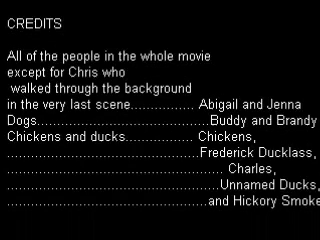 CREDITS
All of the people in the whole movie
except for Chris who
walked through the background
in the very last scene................ Abigail and Jenna
Dogs...........................................Buddy and Brandy
Chickens and ducks................. Chickens,
................................................Frederick Ducklass,
...................................................... Charles,
.....................................................Unnamed Ducks,
..................................................and Hickory Smoke